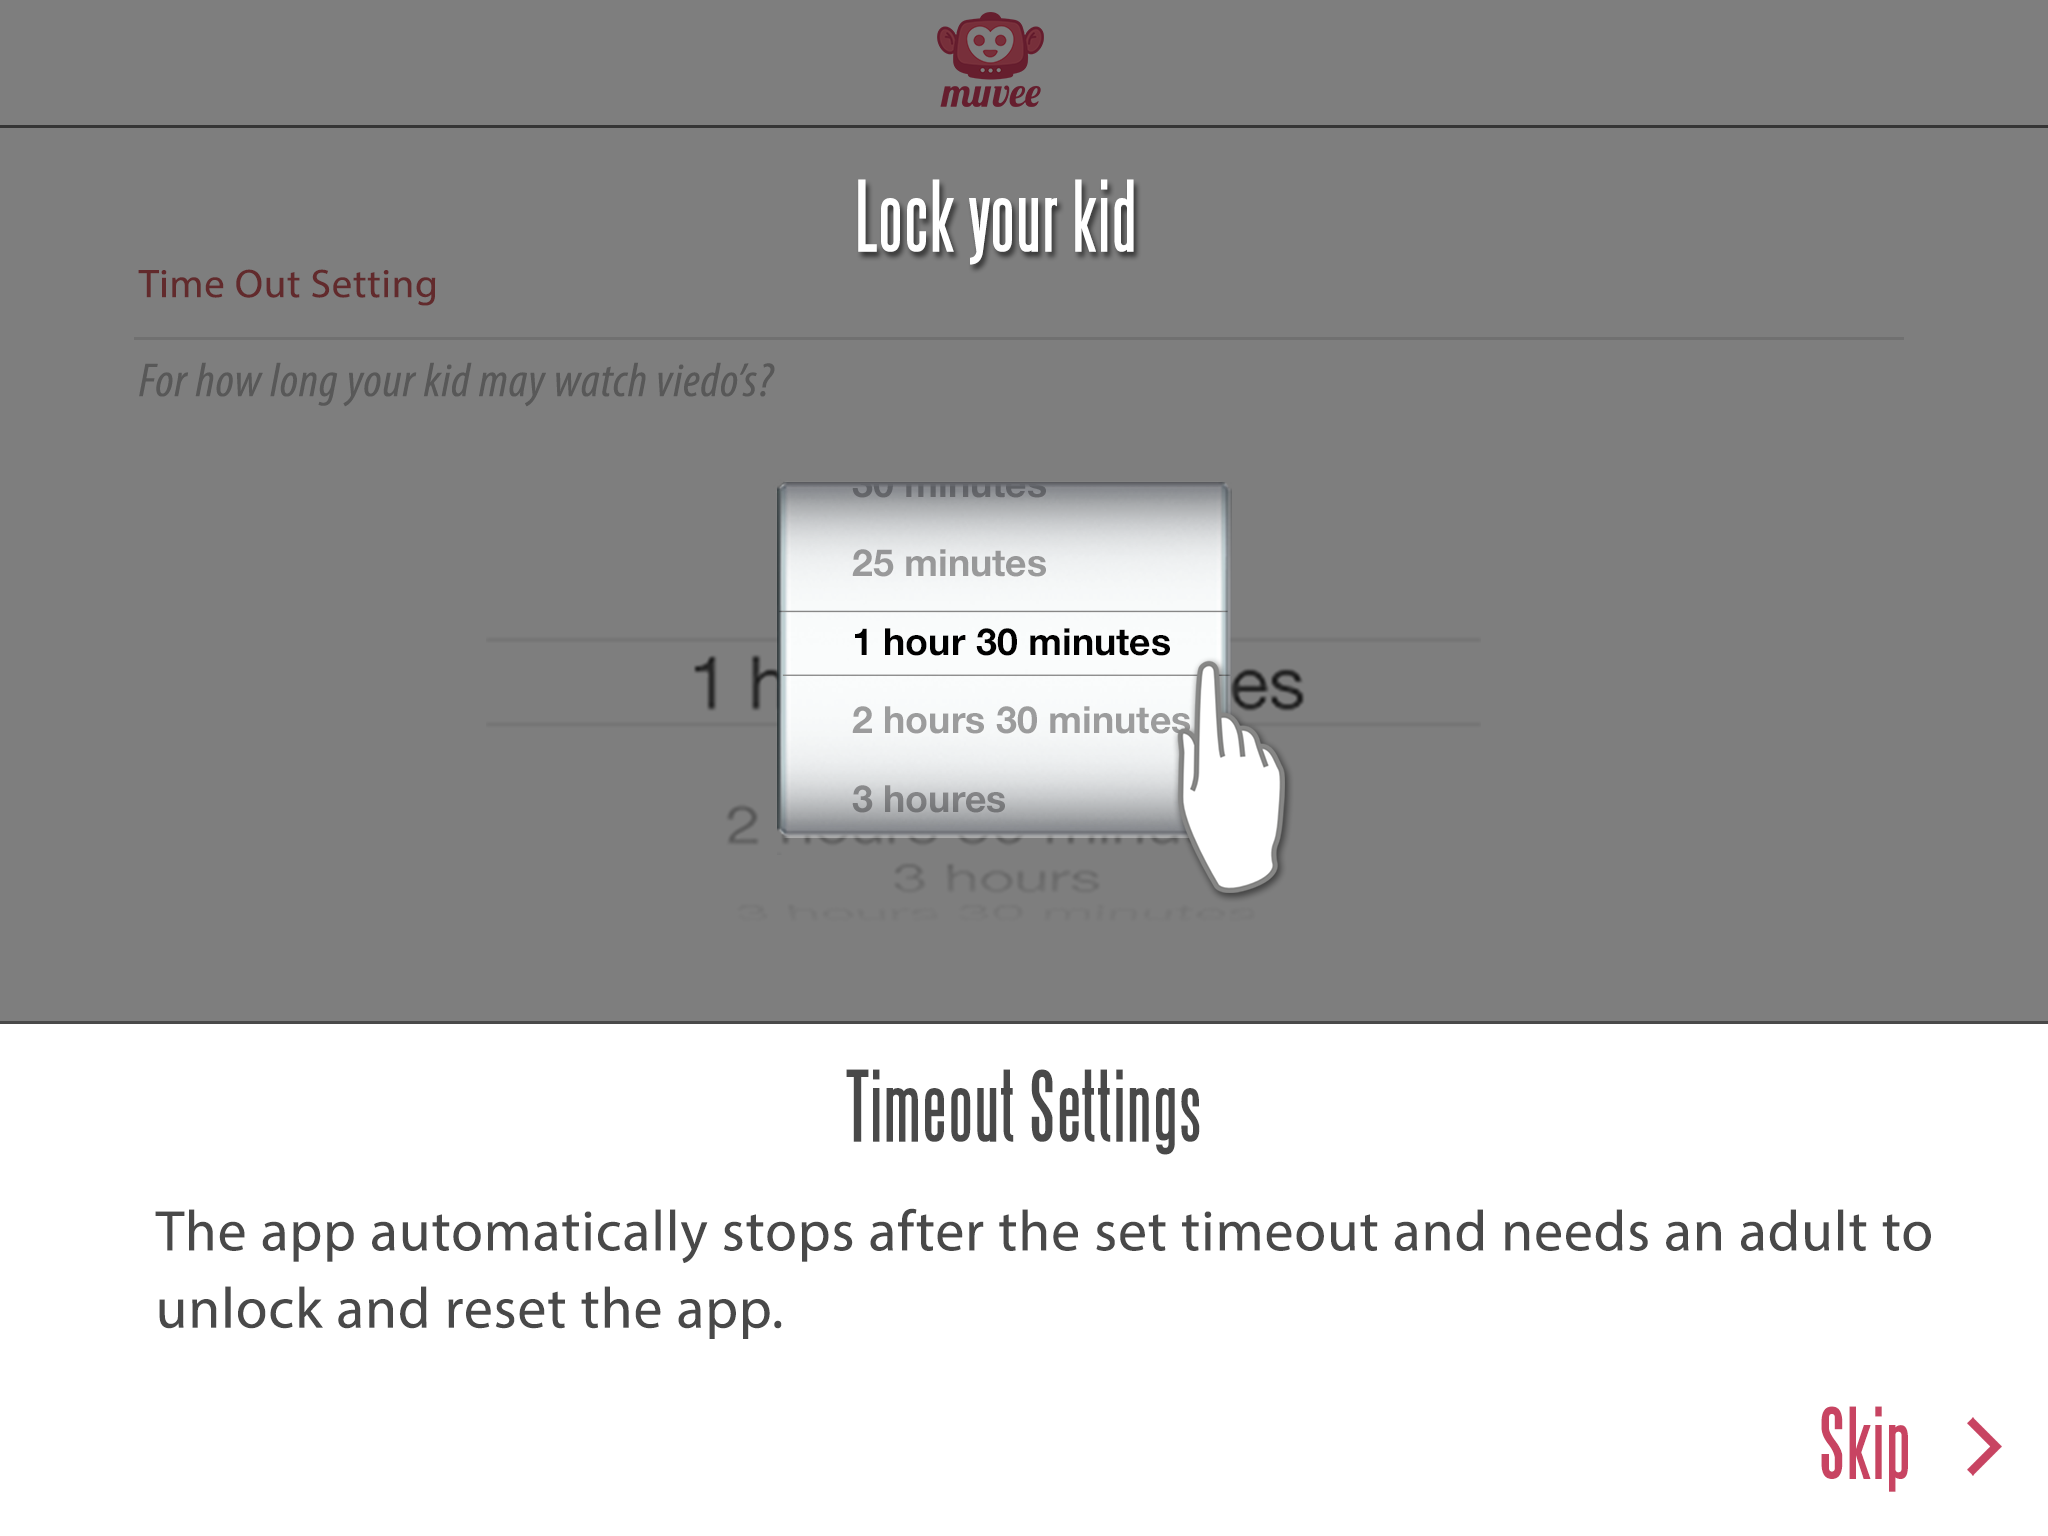 muvee
Lock your kid
Time Out Setting
For how long your kid may watch viedo's?
30 minutes
25 minutes
1 hour 30 minutes
2 hours 30 minutes
3 houres
1 h es
2 hours 30 minu
3 hours
3 hours 30 minutes
Timeout Settings
The app automatically stops after the set timeout and needs an adult to
unlock and reset the app.
Skip